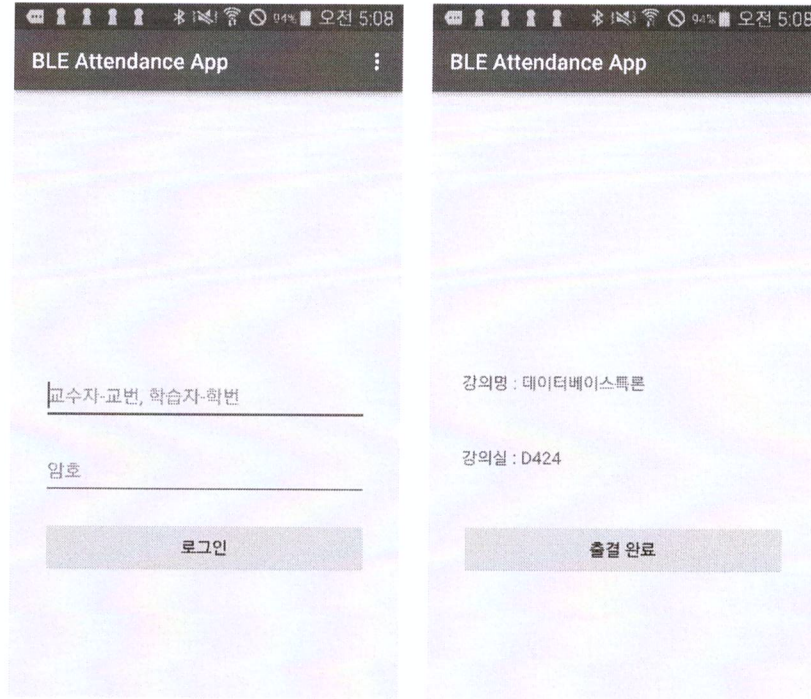 94% 오전 5:08
BLE Attendance App
교수자-교번, 학습자-학번
암호
로그인
94% 오전 5:08
BLE Attendance App
강의명 : 데이터베이스특론
강의실 : D424
출결 완료